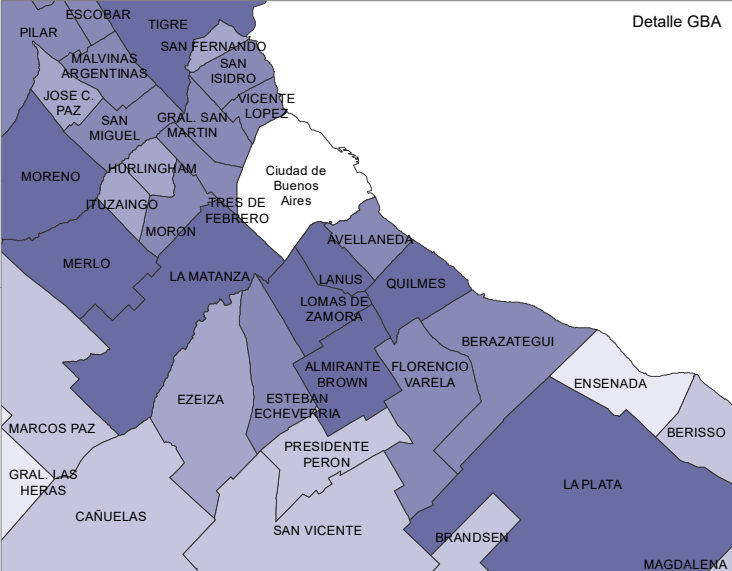 Detalle GBA
ESCOBAR
TIGRE
PILAR
SAN FERNANDO
MALVINAS
ARGENTINAS
SAN
ISIDRO
JOSE C.
PAZ
VICENTE
LOPEZ
SAN
MIGUEL
GRAL. SAN
MARTIN
HURLINGHAM
MORENO
Ciudad de
Buenos
Aires
ITUZAINGO
TRES DE
FEBRERO
MORON
AVELLANEDA
MERLO
LA MATANZA
LANUS
QUILMES
LOMAS DE
ZAMORA
BERAZATEGUI
ALMIRANTE
BROWN
FLORENCIO
VARELA
ENSENADA
EZEIZA
ESTEBAN
ECHEVERRIA
MARCOS PAZ
BERISSO
PRESIDENTE
PERON
GRAL. LAS
HERAS
LA PLATA
CAÑUELAS
SAN VICENTE
BRANDSEN
MAGDALENA